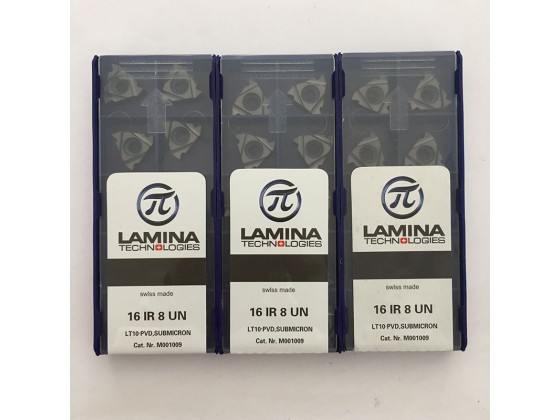 π
LAMINA
TECHNOLOGIES
swiss made
16 IR 8 UN
LT10-PVD,SUBMICRON
Cat. Nr. M001009
π
LAMINA
TECHNOLOGIES
swiss made
16 IR 8 UN
LT10-PVD,SUBMICRON
Cat. Nr. M001009
π
LAMINA
TECHNOLOGIES
swiss made
16 IR 8 UN
LT10-PVD,SUBMICRON
Cat. Nr. M001009